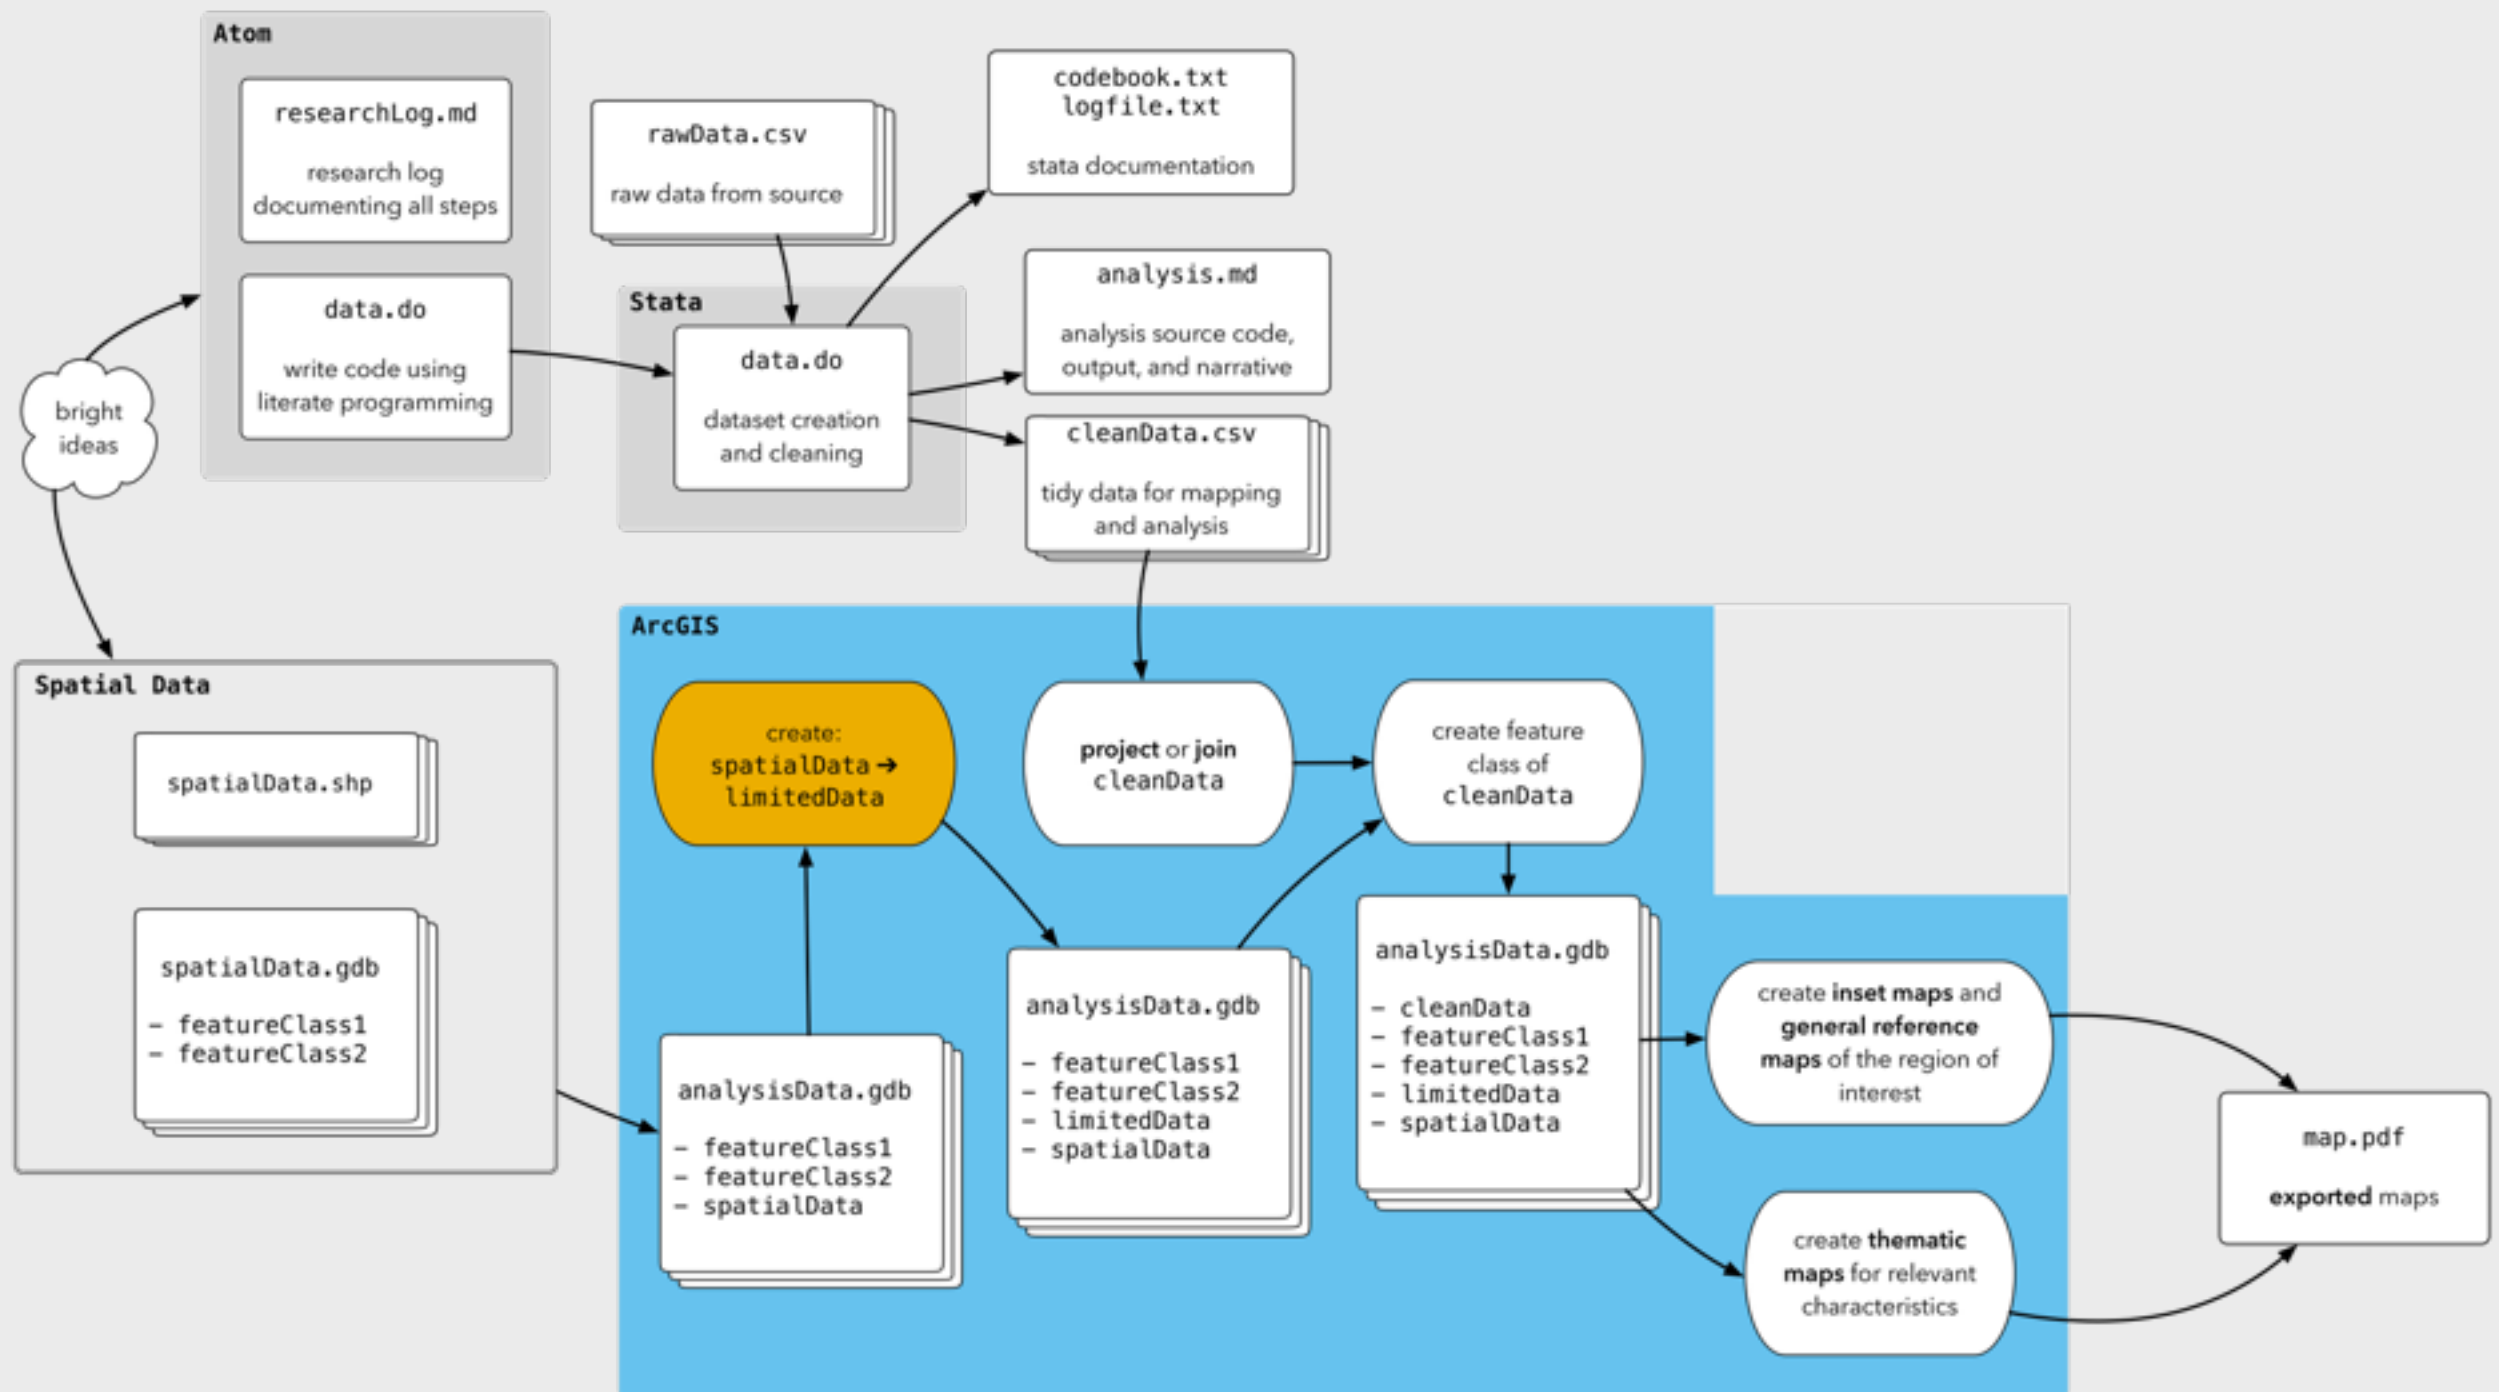 Atom
researchLog.md
research log
documenting all steps
data.do
write code using
literate programming
bright
ideas
rawData.csv
raw data from source
Stata
data.do
dataset creation
and cleaning
codebook.txt
logfile.txt
stata documentation
analysis.md
analysis source code,
output, and narrative
cleanData.csv
tidy data for mapping
and analysis
Spatial Data
spatialData.shp
spatialData.gdb
– featureClass1
– featureClass2
ArcGIS
create:
spatialData ➔
limitedData
project or join
cleanData
create feature
class of
cleanData
analysisData.gdb
– featureClass1
– featureClass2
– spatialData
analysisData.gdb
– featureClass1
– featureClass2
– limitedData
– spatialData
analysisData.gdb
– cleanData
– featureClass1
– featureClass2
– limitedData
– spatialData
create inset maps and
general reference
maps of the region of
interest
create thematic
maps for relevant
characteristics
map.pdf
exported maps